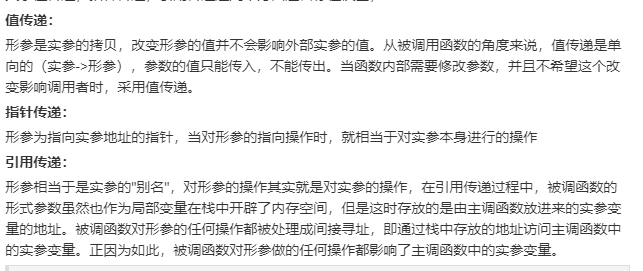 值传递：
形参是实参的拷贝，改变形参的值并不会影响外部实参的值。从被调用函数的角度来说，值传递是单
向的（实参->形参），参数的值只能传入，不能传出。当函数内部需要修改参数，并且不希望这个改
变影响调用者时，采用值传递。
指针传递：
形参为指向实参地址的指针，当对形参的指向操作时，就相当于对实参本身进行的操作
引用传递：
形参相当于是实参的"别名"，对形参的操作其实就是对实参的操作，在引用传递过程中，被调函数的
形式参数虽然也作为局部变量在栈中开辟了内存空间，但是这时存放的是由主调函数放进来的实参变
量的地址。被调函数对形参的任何操作都被处理成间接寻址，即通过栈中存放的地址访问主调函数中
的实参变量。正因为如此，被调函数对形参做的任何操作都影响了主调函数中的实参变量。